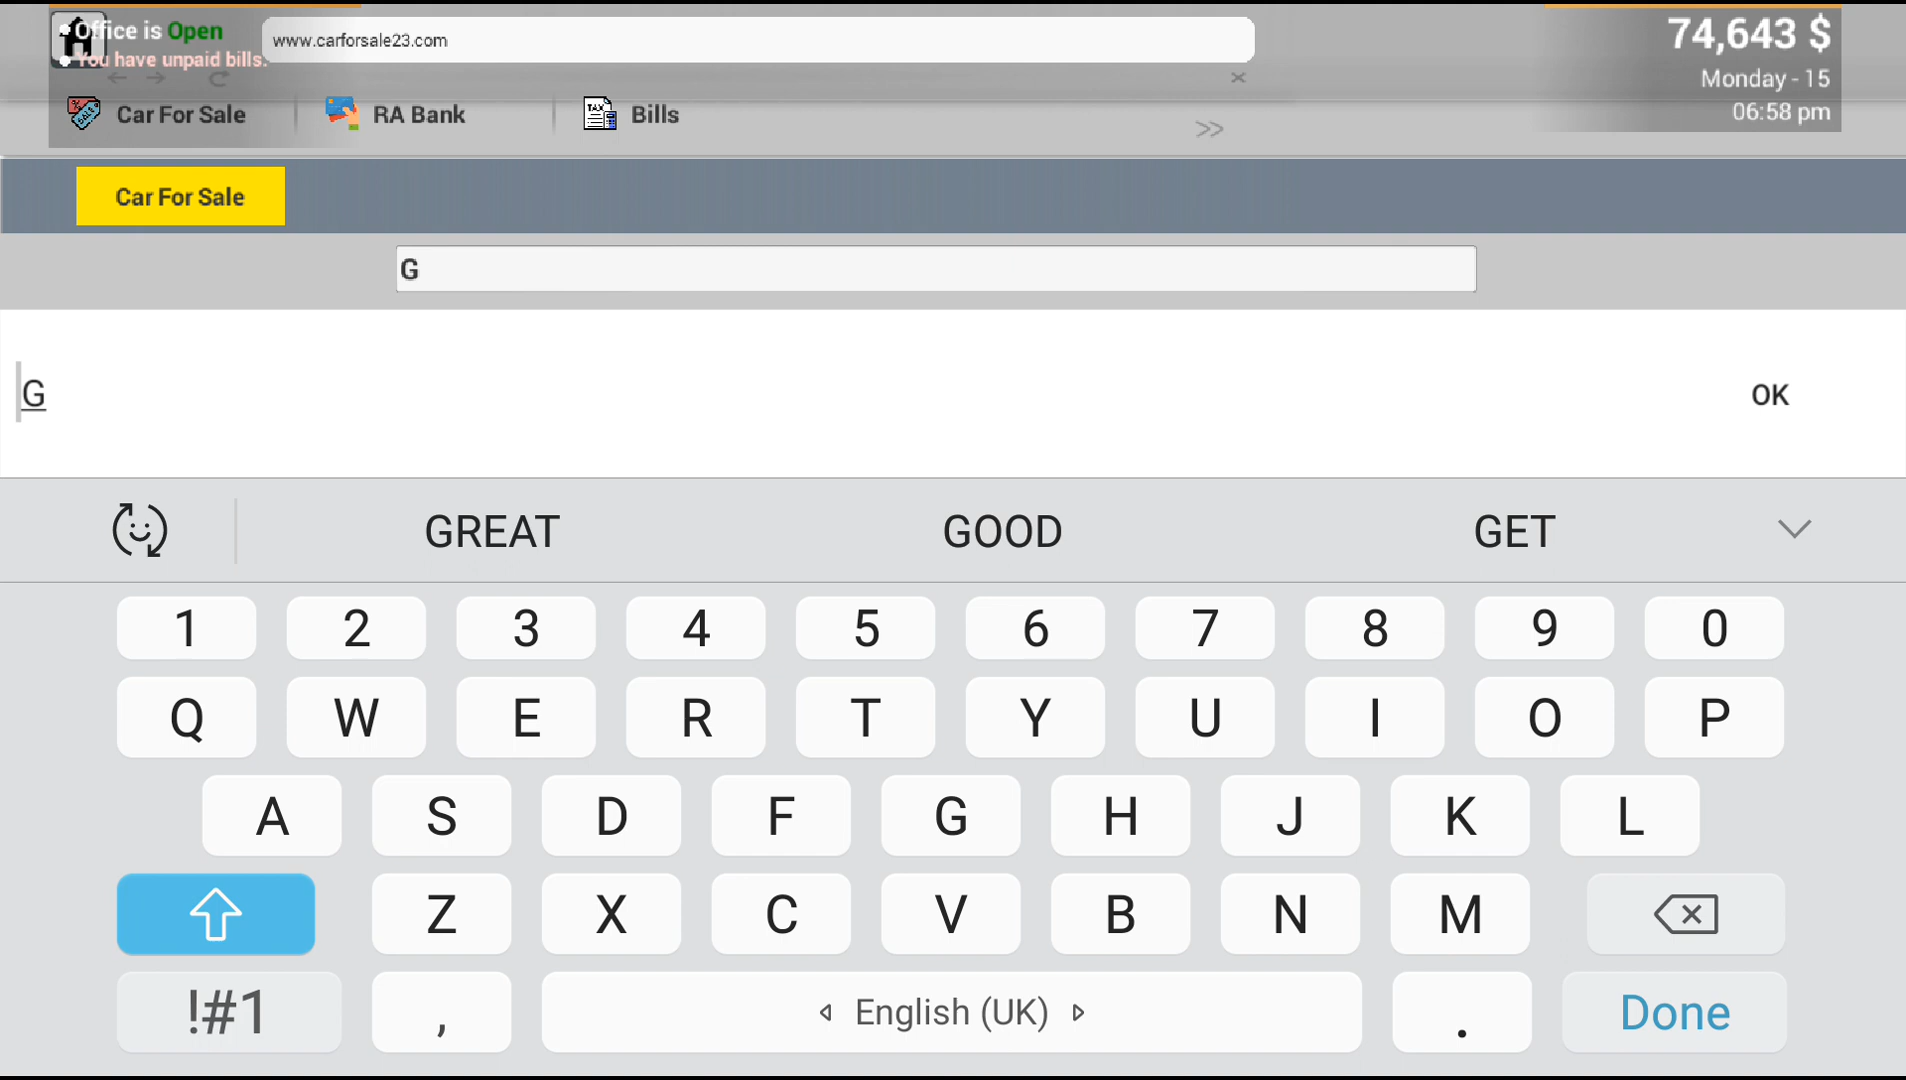 Office is Open
You have unpaid bills.
www.carforsale23.com
74,643 $
Monday - 15
06:58 pm
Car For Sale
RA Bank
TAX
Bills
>>
Car For Sale
G
G
OK
GREAT GOOD GET
1 2 3 4 5 6 7 8 9 0
Q W E R T Y U I O P
A S D F G H J K L
Z X C V B N M
!#1 , English (UK) . Done